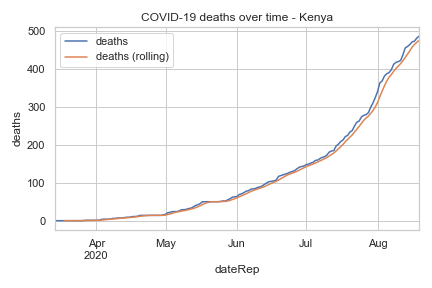 COVID-19 deaths over time - Kenya
deaths
deaths (rolling)
500
400
300
200
100
0
deaths
Apr
2020
May
Jun
Jul
Aug
dateRep